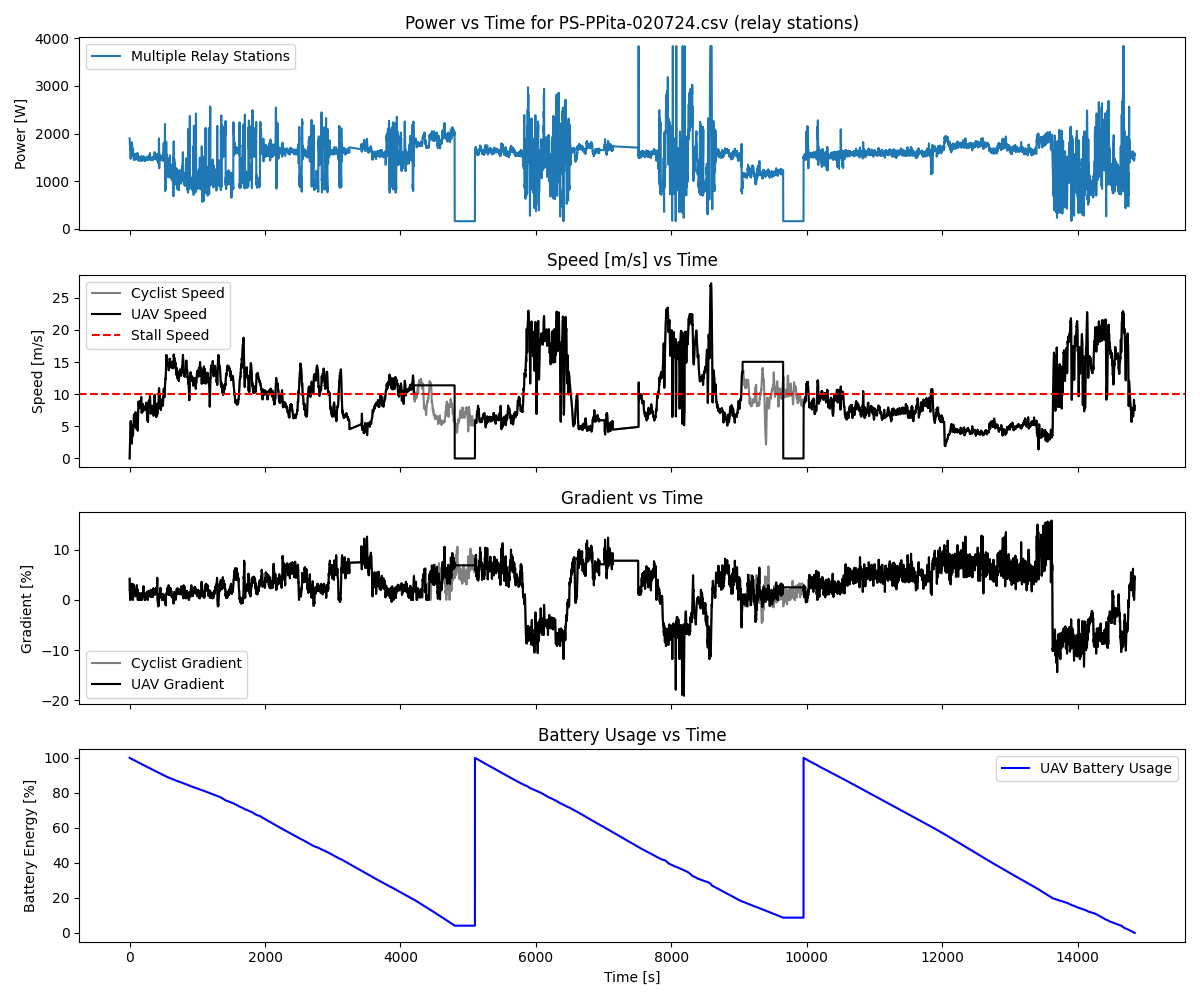 Power vs Time for PS-PPita-020724.csv (relay stations)
4000
3000
2000
1000
0
Power [W]
Multiple Relay Stations
Speed [m/s] vs Time
25
20
15
10
5
0
Speed [m/s]
Cyclist Speed
UAV Speed
Stall Speed
Gradient vs Time
10
0
−10
−20
Gradient [%]
Cyclist Gradient
UAV Gradient
Battery Usage vs Time
100
80
60
40
20
0
Battery Energy [%]
UAV Battery Usage
0 2000 4000 6000 8000 10000 12000 14000
Time [s]